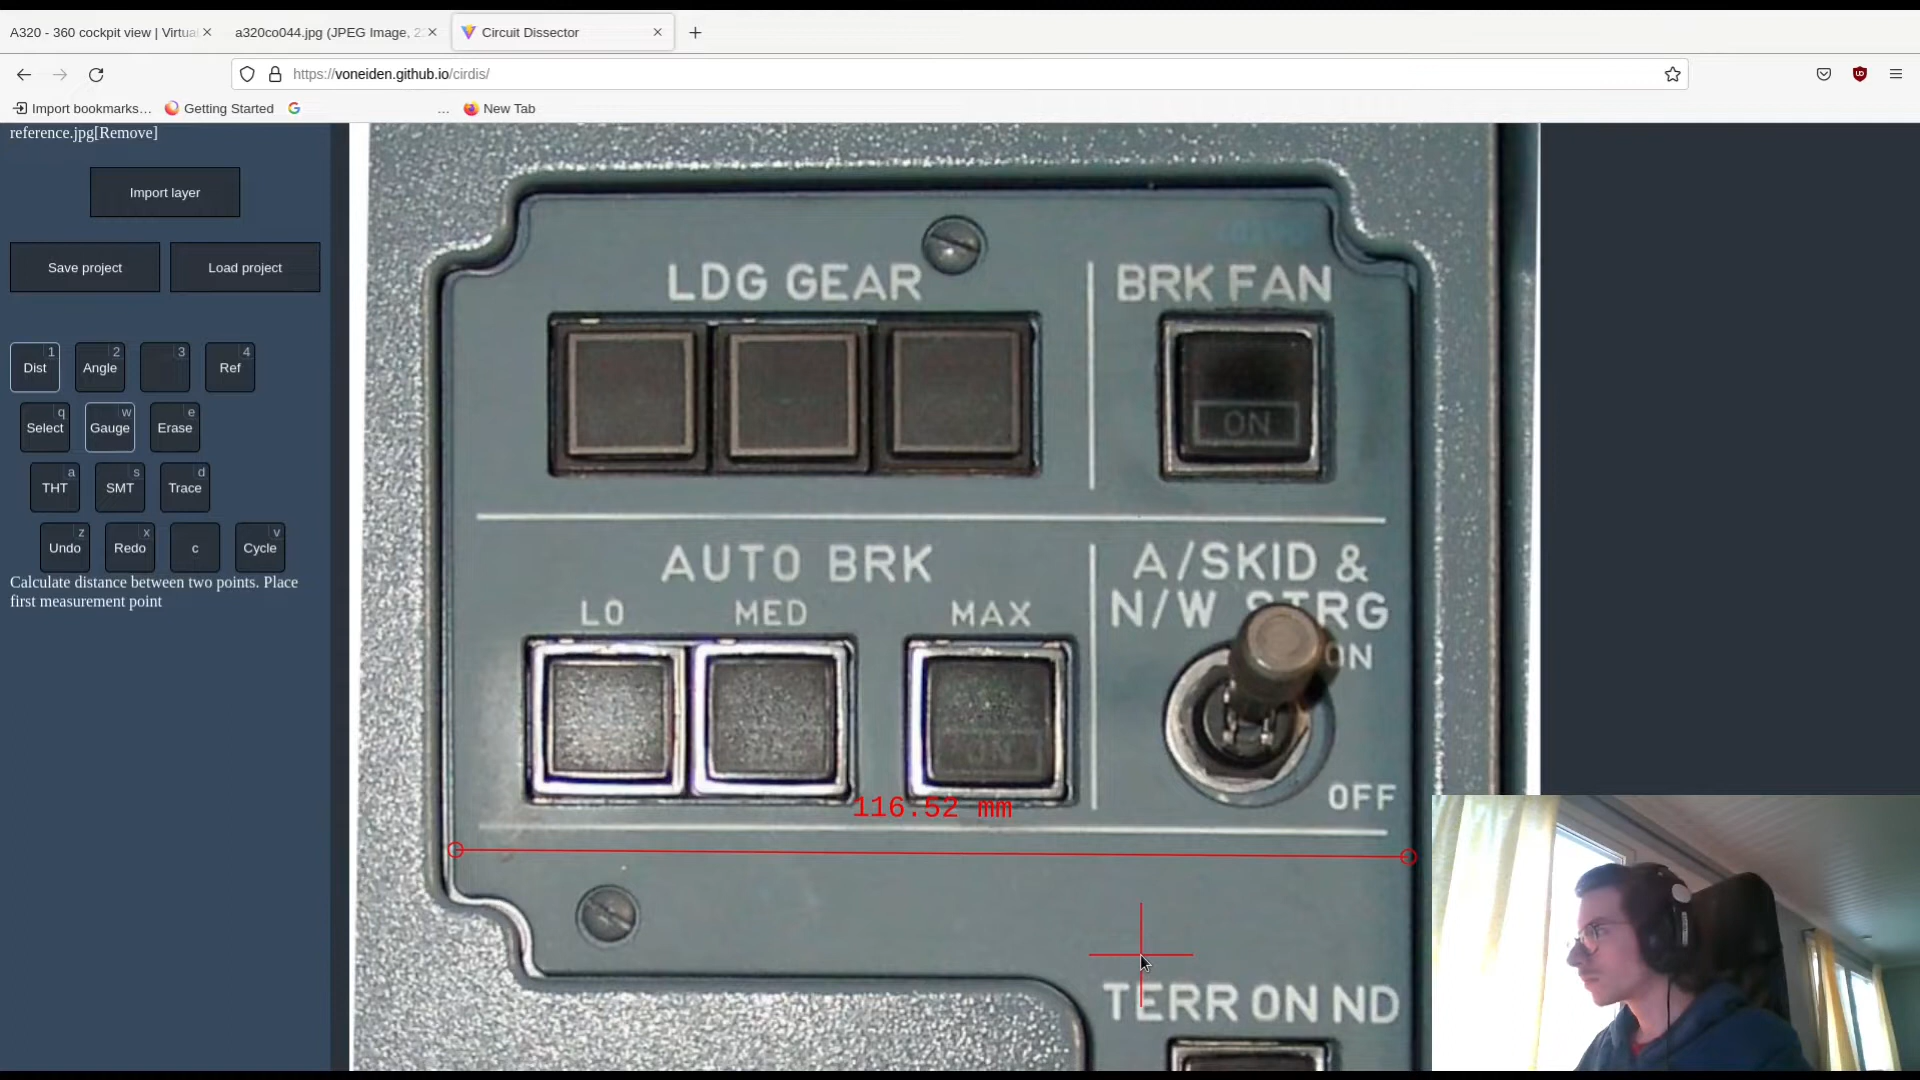 A320 - 360 cockpit view | Virtua
a320co044.jpg (JPEG Image, 2
Circuit Dissector
https://voneiden.github.io/cirdis/
Import bookmarks…
Getting Started
…
New Tab
reference.jpg[Remove]
Import layer
Save project
Load project
1
Dist
2
Angle
3
4
Ref
q
Select
w
Gauge
e
Erase
a
THT
s
SMT
d
Trace
z
Undo
x
Redo
c
v
Cycle
Calculate distance between two points. Place
first measurement point
LDG GEAR
BRK FAN
ON
AUTO BRK
A/SKID &
N/W STRG
LO
MED
MAX
ON
ON
OFF
116.52 mm
TERR ON ND